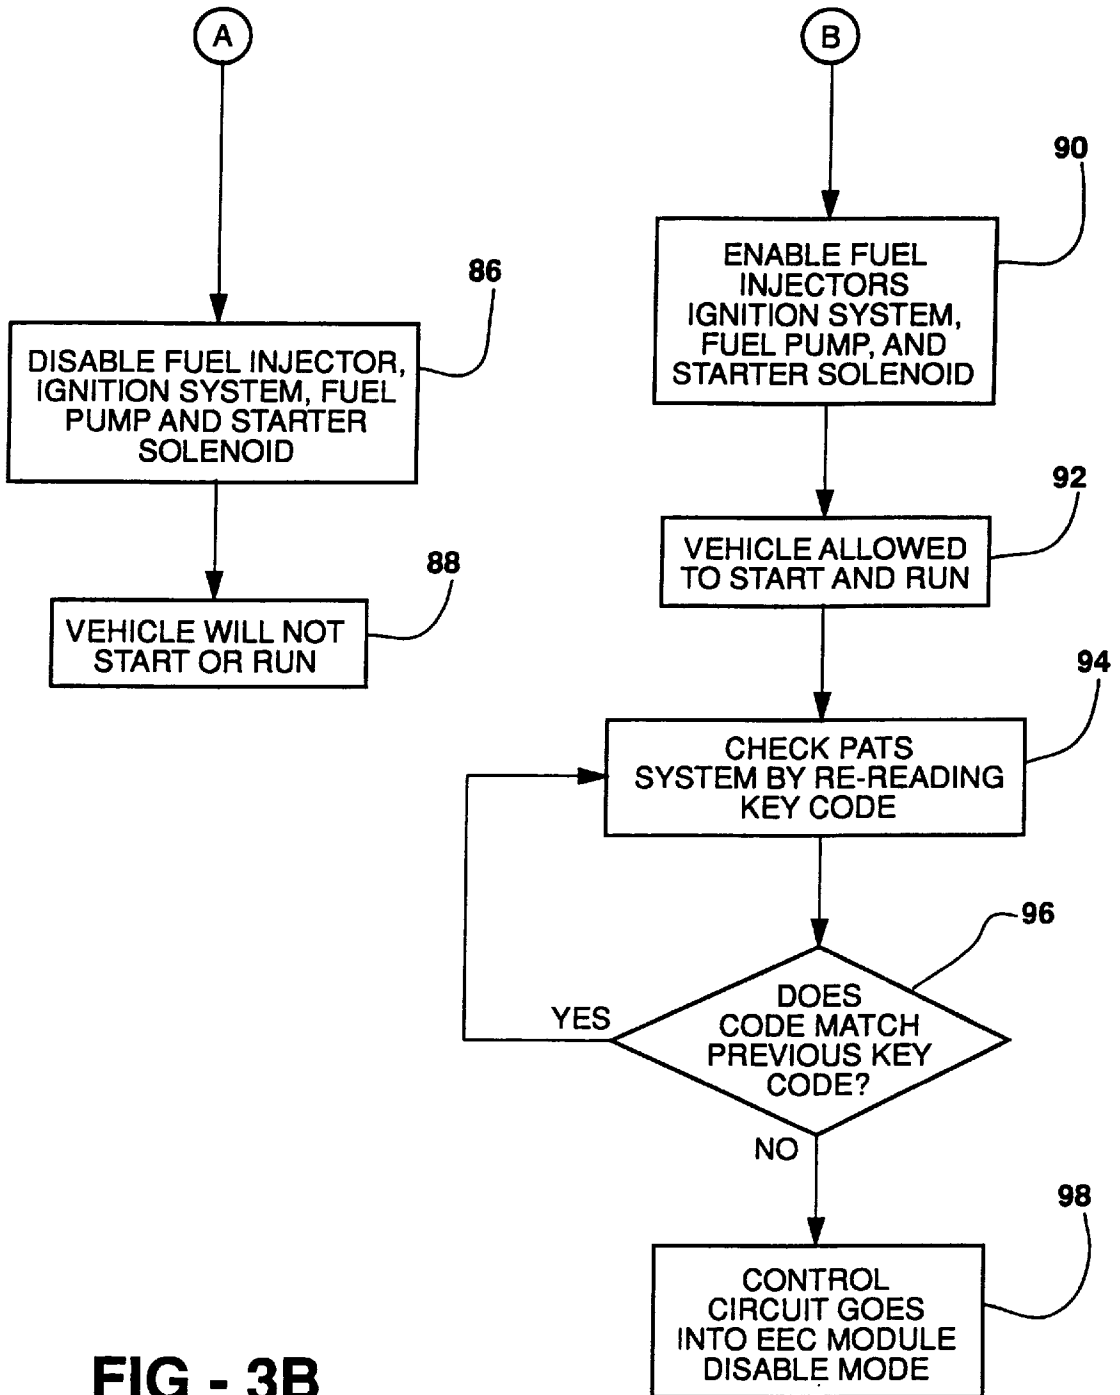 A
86
DISABLE FUEL INJECTOR,
IGNITION SYSTEM, FUEL
PUMP AND STARTER
SOLENOID
88
VEHICLE WILL NOT
START OR RUN
B
90
ENABLE FUEL
INJECTORS
IGNITION SYSTEM,
FUEL PUMP, AND
STARTER SOLENOID
92
VEHICLE ALLOWED
TO START AND RUN
94
CHECK PATS
SYSTEM BY RE-READING
KEY CODE
96
DOES
CODE MATCH
PREVIOUS KEY
CODE?
YES
NO
98
CONTROL
CIRCUIT GOES
INTO EEC MODULE
DISABLE MODE
FIG - 3B